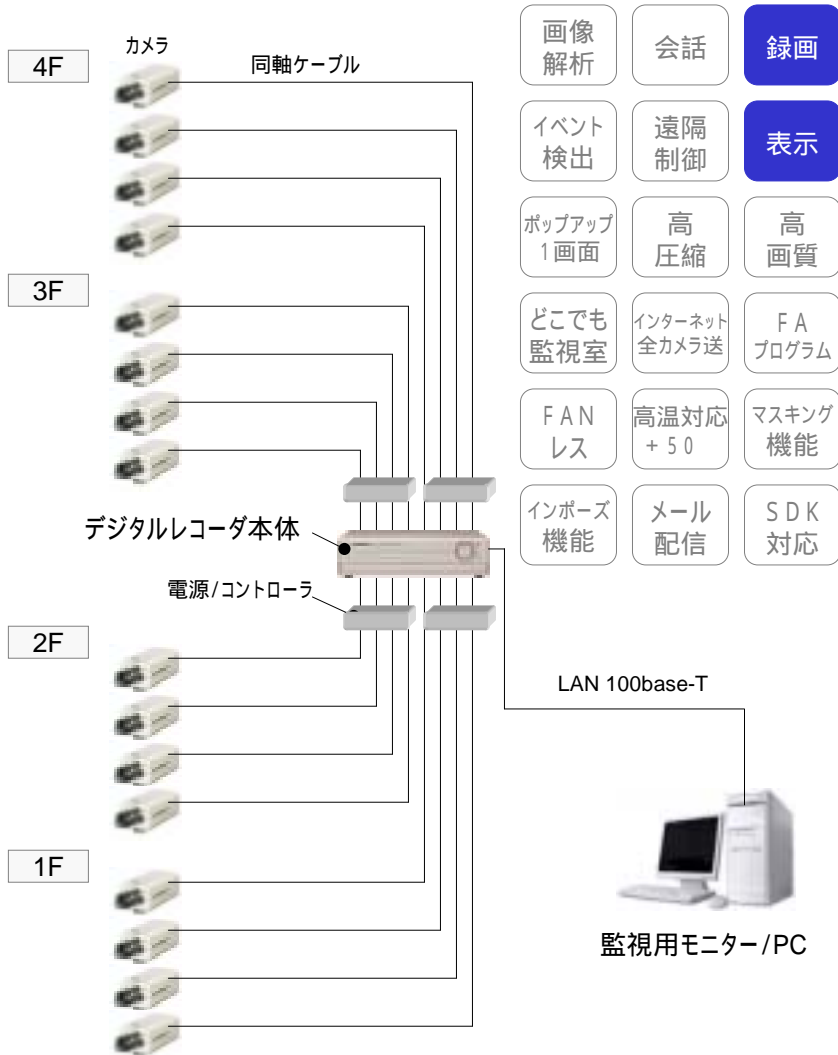 カメラ
4F
同軸ケーブル
3F
デジタルレコーダ本体
電源/コントローラ
2F
1F
画像
解析
会話
録画
イベント
検出
遠隔
制御
表示
ポップアップ
1画面
高
圧縮
高
画質
どこでも
監視室
インターネット
全カメラ送
FA
プログラム
FAN
レス
高温対応
+50
マスキング
機能
インポーズ
機能
メール
配信
SDK
対応
LAN 100base-T
監視用モニター/PC